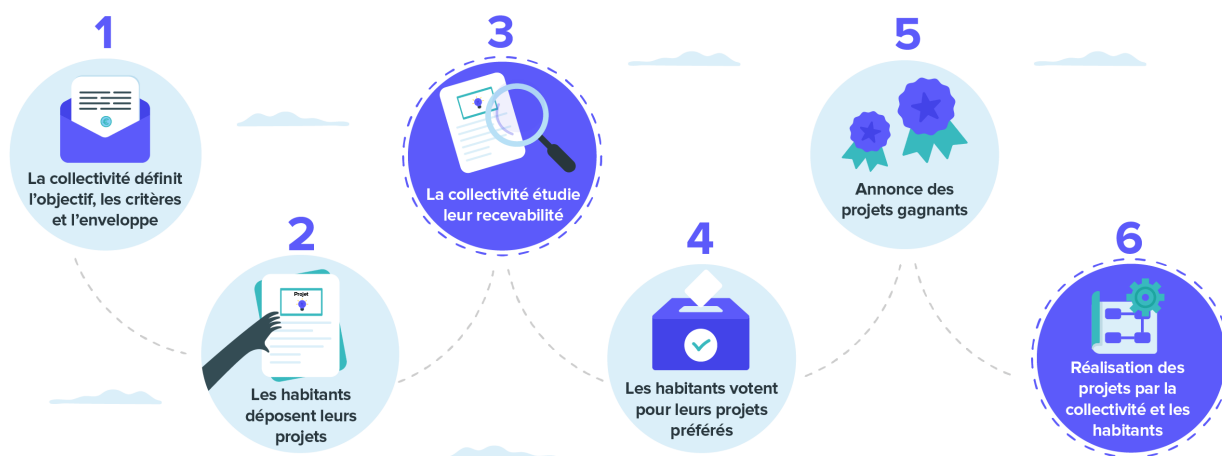 1
La collectivité définit
l'objectif, les critères
et l'enveloppe
2
Projet
Les habitants
déposent leurs
projets
3
La collectivité étudie
leur recevabilité
4
Les habitants votent
pour leurs projets
préférés
5
Annonce des
projets gagnants
6
Réalisation des
projets par la
collectivité et les
habitants